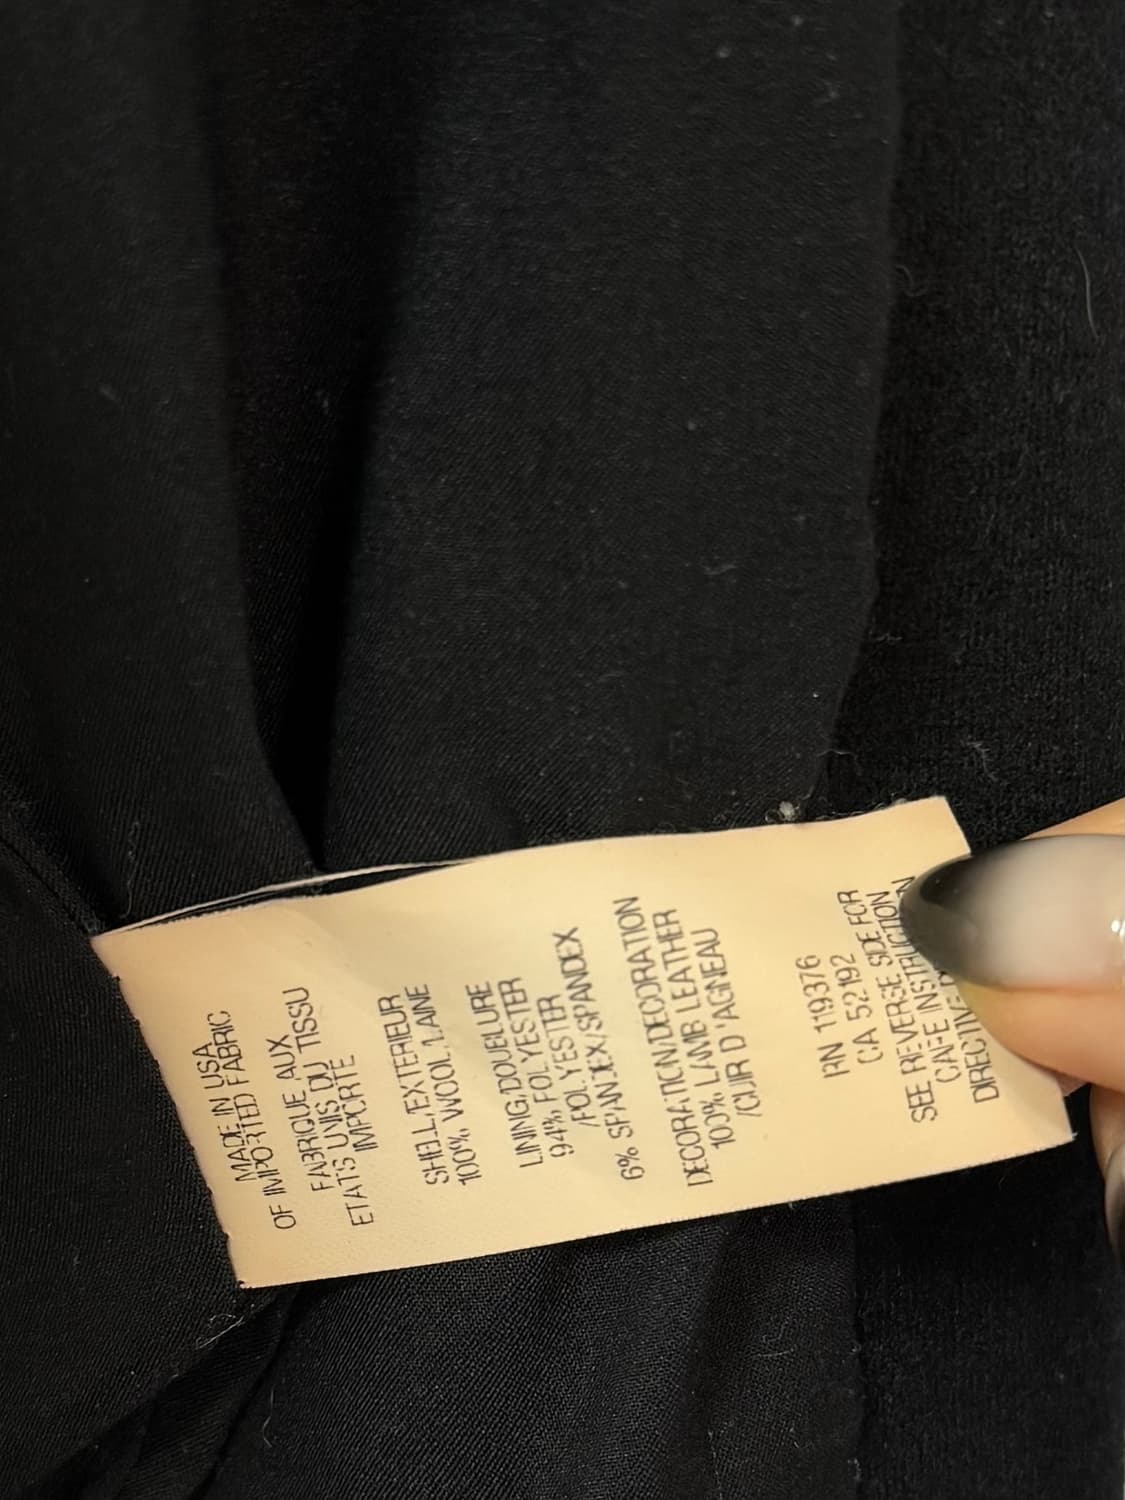 MADE IN USA
OF IMPORTED FABRIC
FABRIQUE AUX
ETATS UNIS DU TISSU
IMPORTE
SHELL/EXTERIEUR
100% WOOL/LAINE
LINING/DOUBLURE
94% POLYESTER
/POLYESTER
6% SPANDEX/SPANDEX
DECORATION/DECORATION
100% LAMB LEATHER
/CUIR D'AGNEAU
RN 119376
CA 52192
SEE REVERSE SIDE FOR
CARE INSTRUCTION